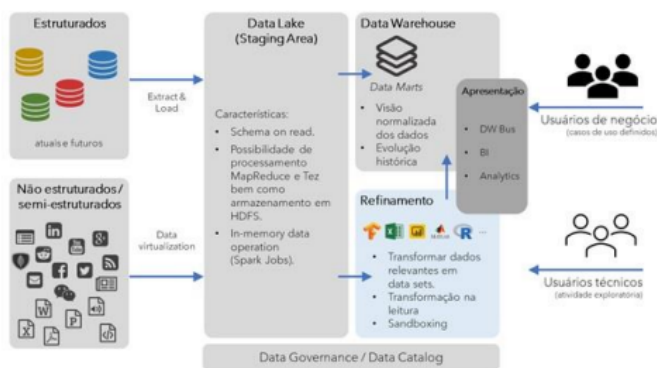 Estruturados
atuais e futuros
Extract &
Load
Não estruturados/
semi-estruturados
Data
virtualization
Data Lake
(Staging Area)
Características:
• Schema on read.
• Possibilidade de
processamento
MapReduce e Tez
bem como
armazenamento em
HDFS.
• In-memory data
operation
(Spark Jobs).
Data Warehouse
Data Marts
• Visão
normalizada
dos dados
• Evolução
histórica
Apresentação
• DW Bus
• BI
• Analytics
Refinamento
• Transformar dados
relevantes em
data sets.
• Transformação na
leitura
• Sandboxing
Usuários de negócio
(casos de uso definidos)
Usuários técnicos
(atividade exploratória)
Data Governance / Data Catalog